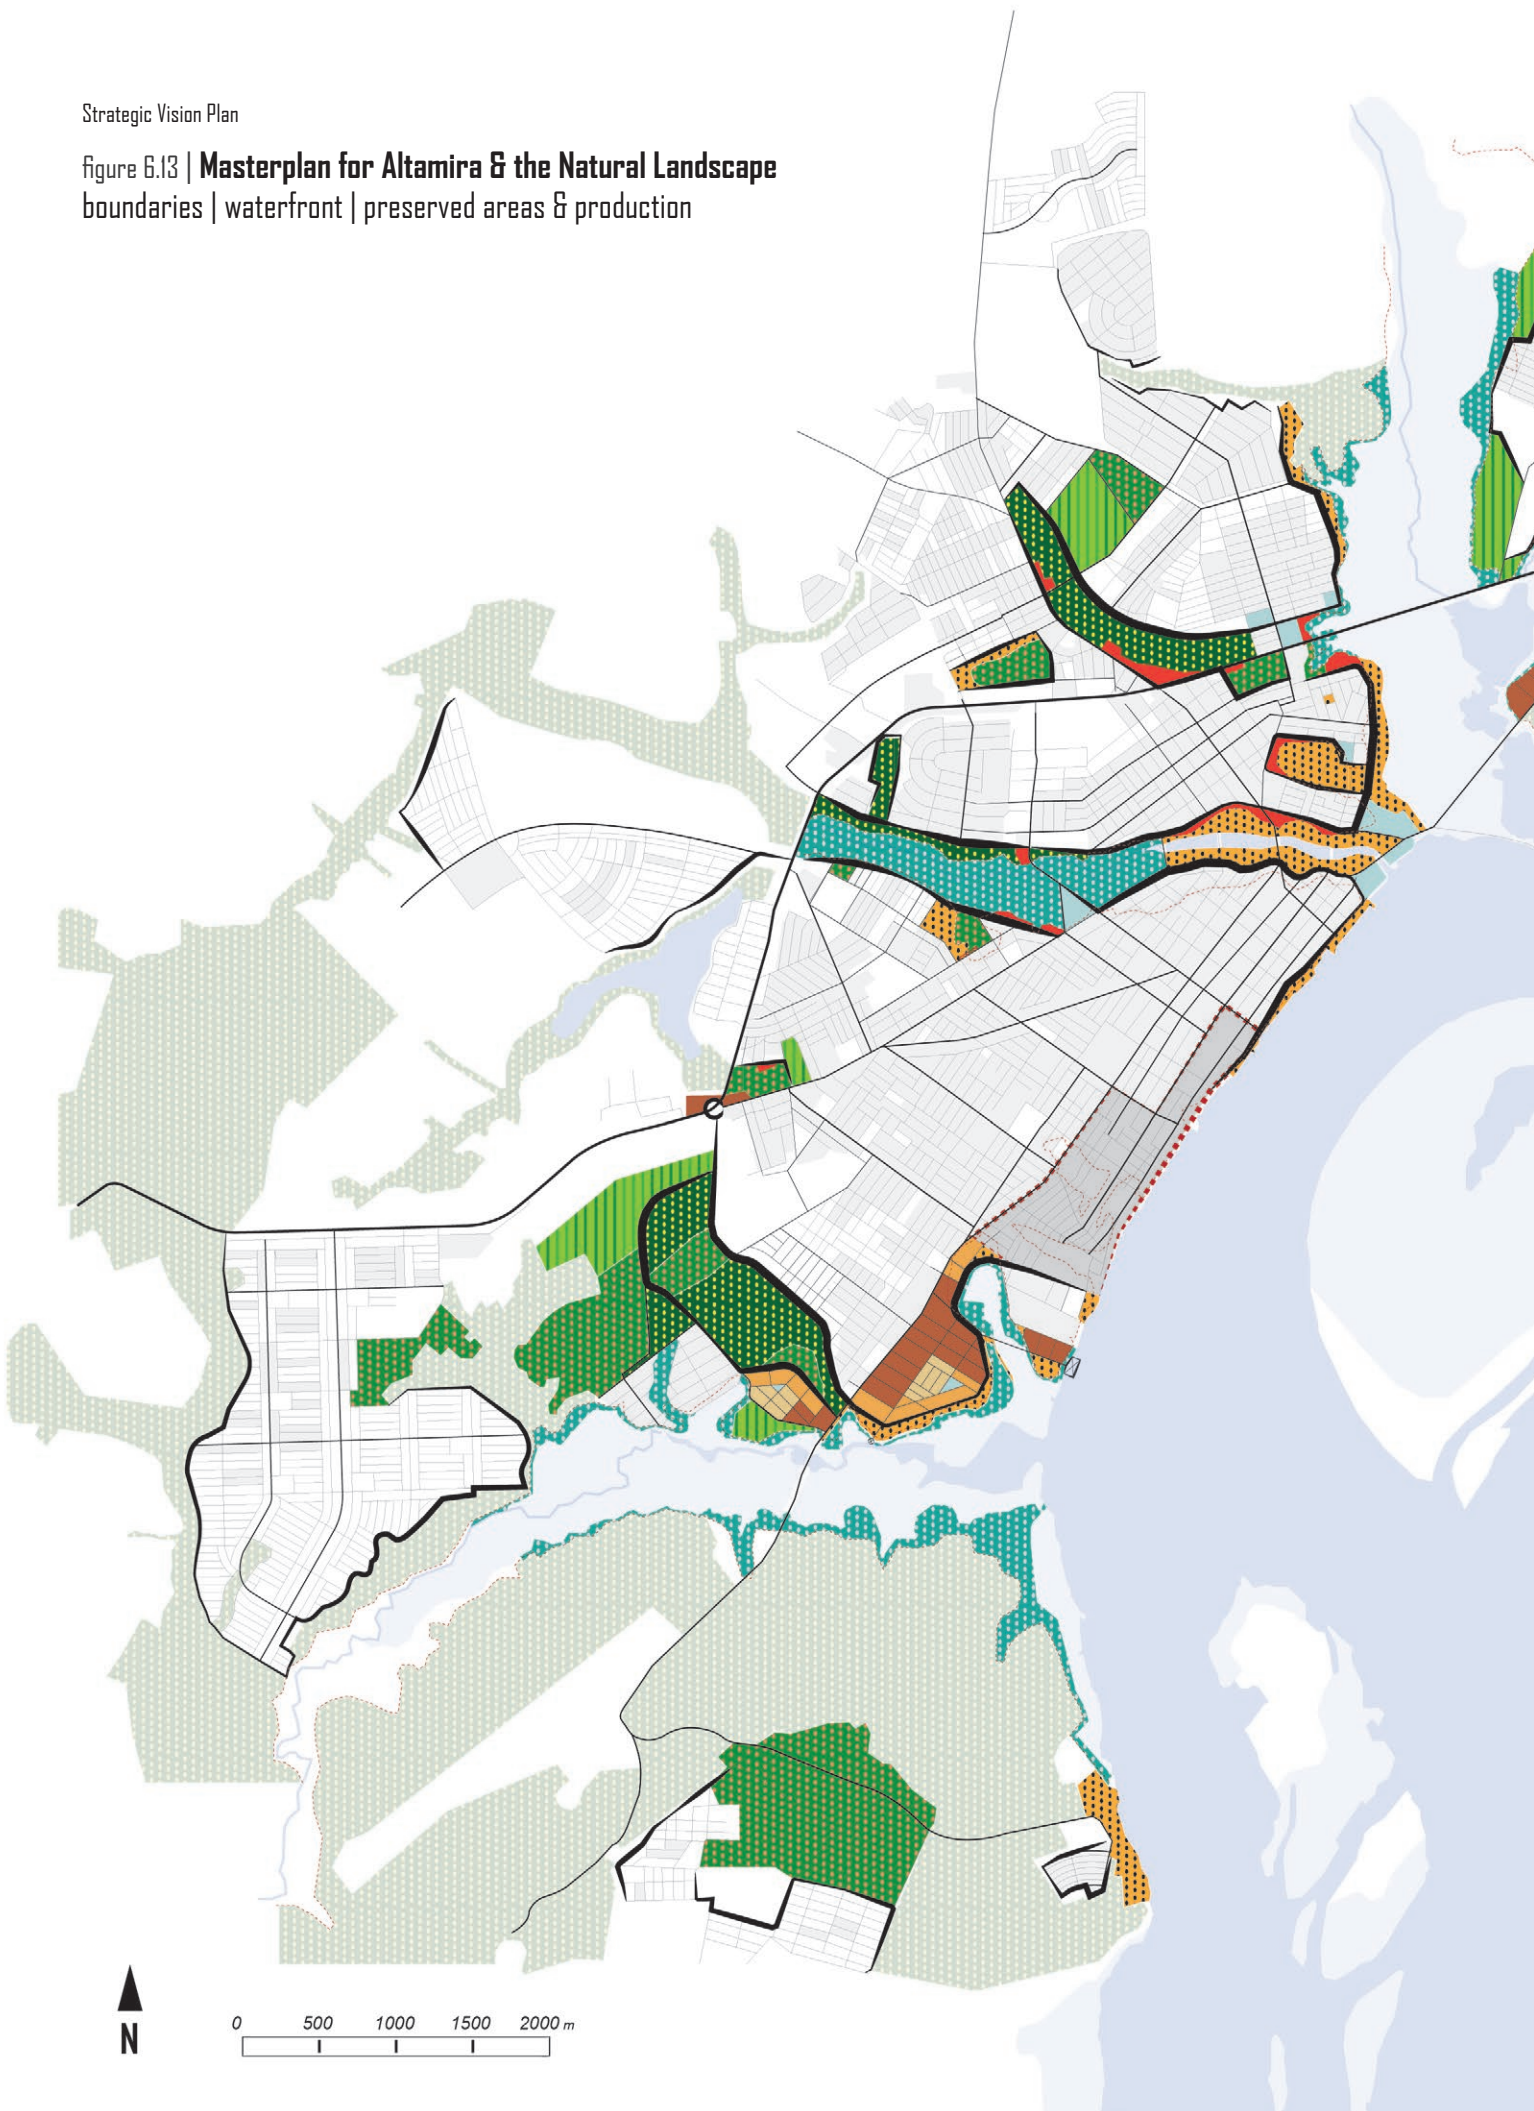 Strategic Vision Plan
figure 6.13 | Masterplan for Altamira & the Natural Landscape
boundaries | waterfront | preserved areas & production
N
0 500 1000 1500 2000 m